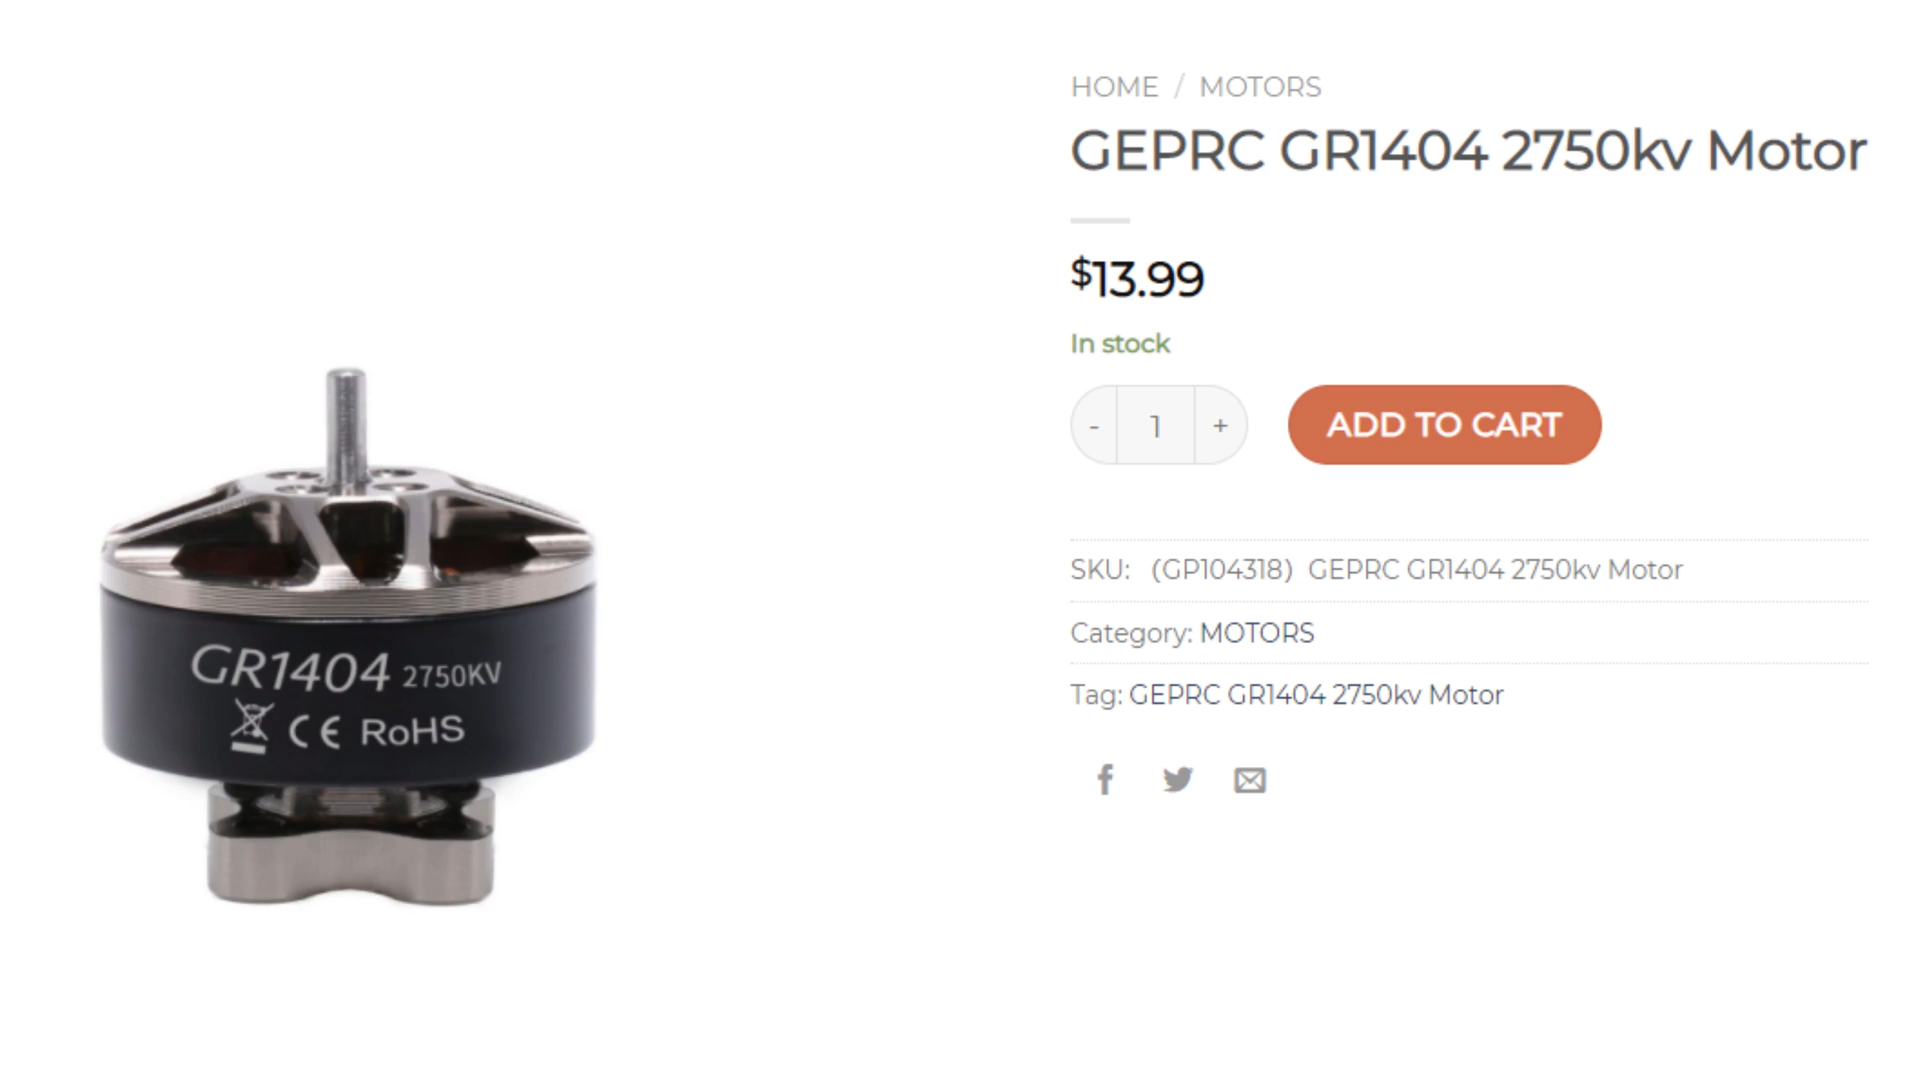 HOME / MOTORS
GEPRC GR1404 2750kv Motor
$13.99
In stock
- 1 + ADD TO CART
SKU: (GP104318) GEPRC GR1404 2750kv Motor
Category: MOTORS
Tag: GEPRC GR1404 2750kv Motor
GR1404 2750KV
CE RoHS